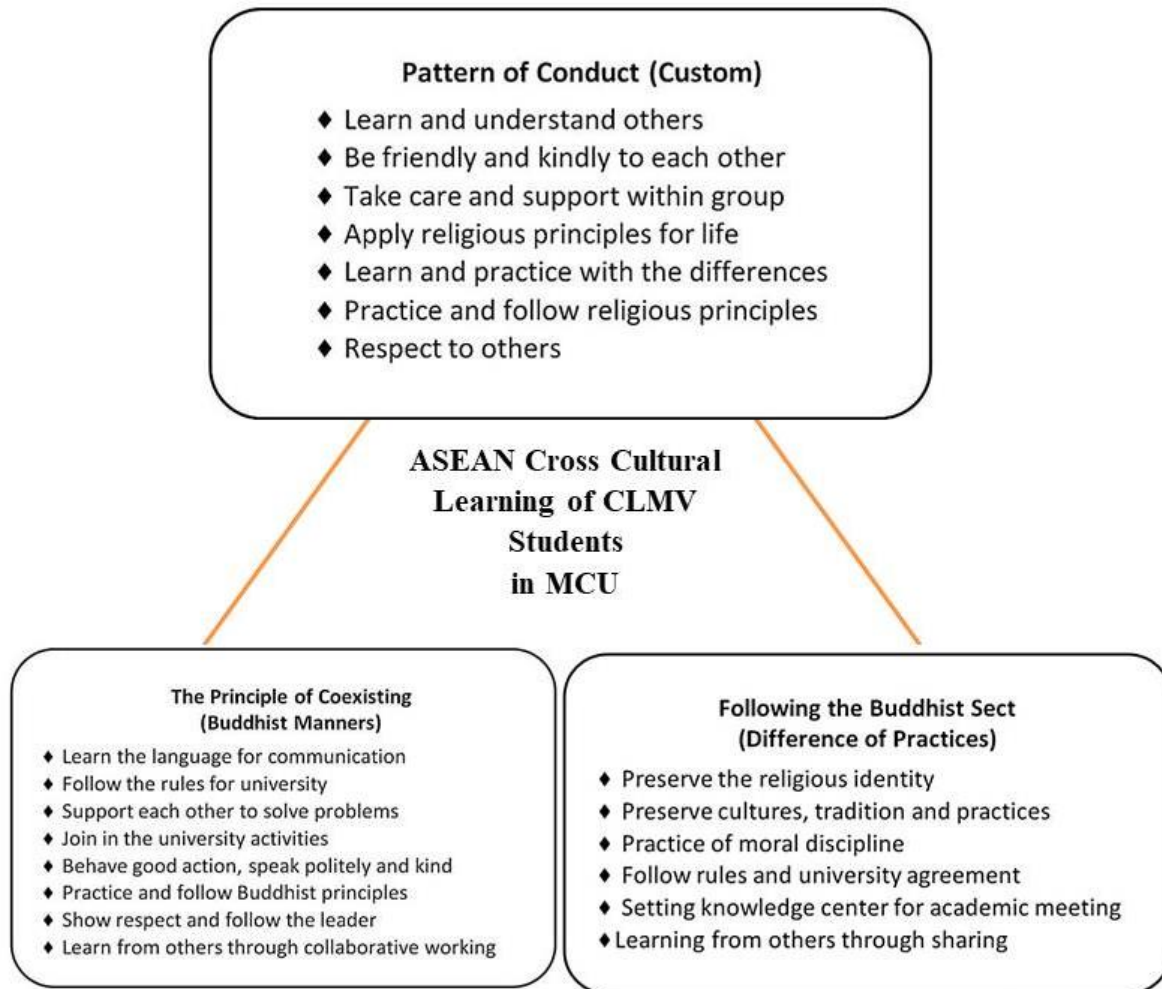 Pattern of Conduct (Custom)
♦ Learn and understand others
♦ Be friendly and kindly to each other
♦ Take care and support within group
♦ Apply religious principles for life
♦ Learn and practice with the differences
♦ Practice and follow religious principles
♦ Respect to others
ASEAN Cross Cultural
Learning of CLMV
Students
in MCU
The Principle of Coexisting
(Buddhist Manners)
♦ Learn the language for communication
♦ Follow the rules for university
♦ Support each other to solve problems
♦ Join in the university activities
♦ Behave good action, speak politely and kind
♦ Practice and follow Buddhist principles
♦ Show respect and follow the leader
♦ Learn from others through collaborative working
Following the Buddhist Sect
(Difference of Practices)
♦ Preserve the religious identity
♦ Preserve cultures, tradition and practices
♦ Practice of moral discipline
♦ Follow rules and university agreement
♦ Setting knowledge center for academic meeting
♦Learning from others through sharing